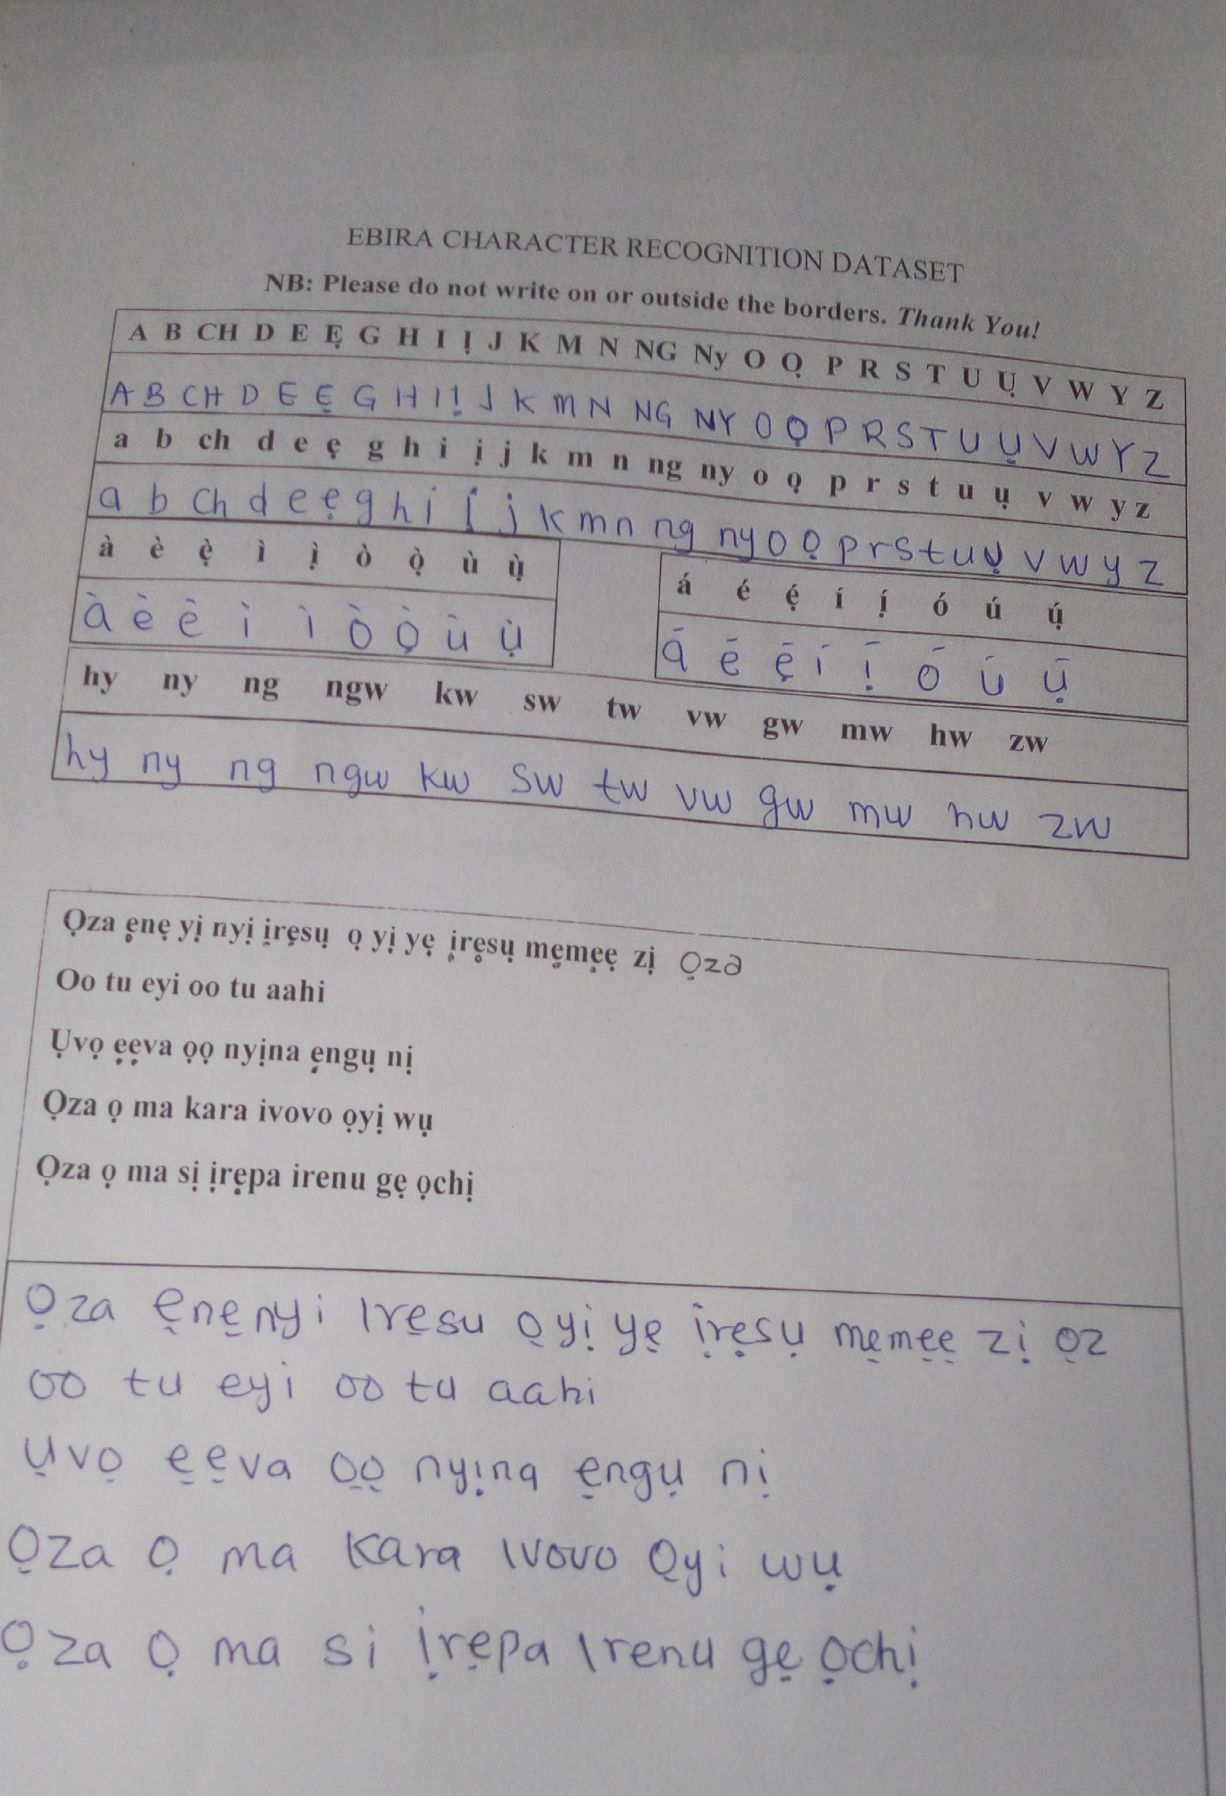 EBIRA CHARACTER RECOGNITION DATASET
NB: Please do not write on or outside the borders. Thank You!
A B CH D E Ẹ G H I Ị J K M N NG Ny O Ọ P R S T U Ụ V W Y Z
A B CH D E Ẹ G H I Ị J K M N NG NY O Ọ P R S T U Ụ V W Y Z
a b ch d e ẹ g h i ị j k m n ng ny o ọ p r s t u ụ v w y z
a b ch d e ẹ g h i ị j k m n ng ny o ọ p r s t u ụ v w y z
à è ẹ̀ ì ị̀ ò ọ̀ ù ụ̀
á é ẹ́ í ị́ ó ú ụ́
à è è ì ì ò ọ̀ ù ụ̀
ā ē ẹ̄ ī ị̄ ō ū ụ̄
hy ny ng ngw kw sw tw vw gw mw hw zw
hy ny ng ngw kw sw tw vw gw mw hw zw
Ọza ẹnẹ yị nyị ịrẹsụ ọ yị yẹ ịrẹsụ mẹmẹẹ zị ọza
Oo tu eyi oo tu aahi
Ụvọ ẹẹva ọọ nyịna ẹngụ nị
Ọza ọ ma kara ivovo ọyị wụ
Ọza ọ ma sị ịrẹpa irenu gẹ ọchị
Ọza ẹnẹ nyi Irẹsu ọ yị yẹ ịrẹsụ mẹmẹẹ zị ọz
oo tu eyi oo tu aahi
Ụvọ ẹẹva ọọ nyịna ẹngụ nị
Ọza ọ ma kara ivovo ọyi wụ
Ọza ọ ma si ịrẹpa Irenu gẹ ọchị